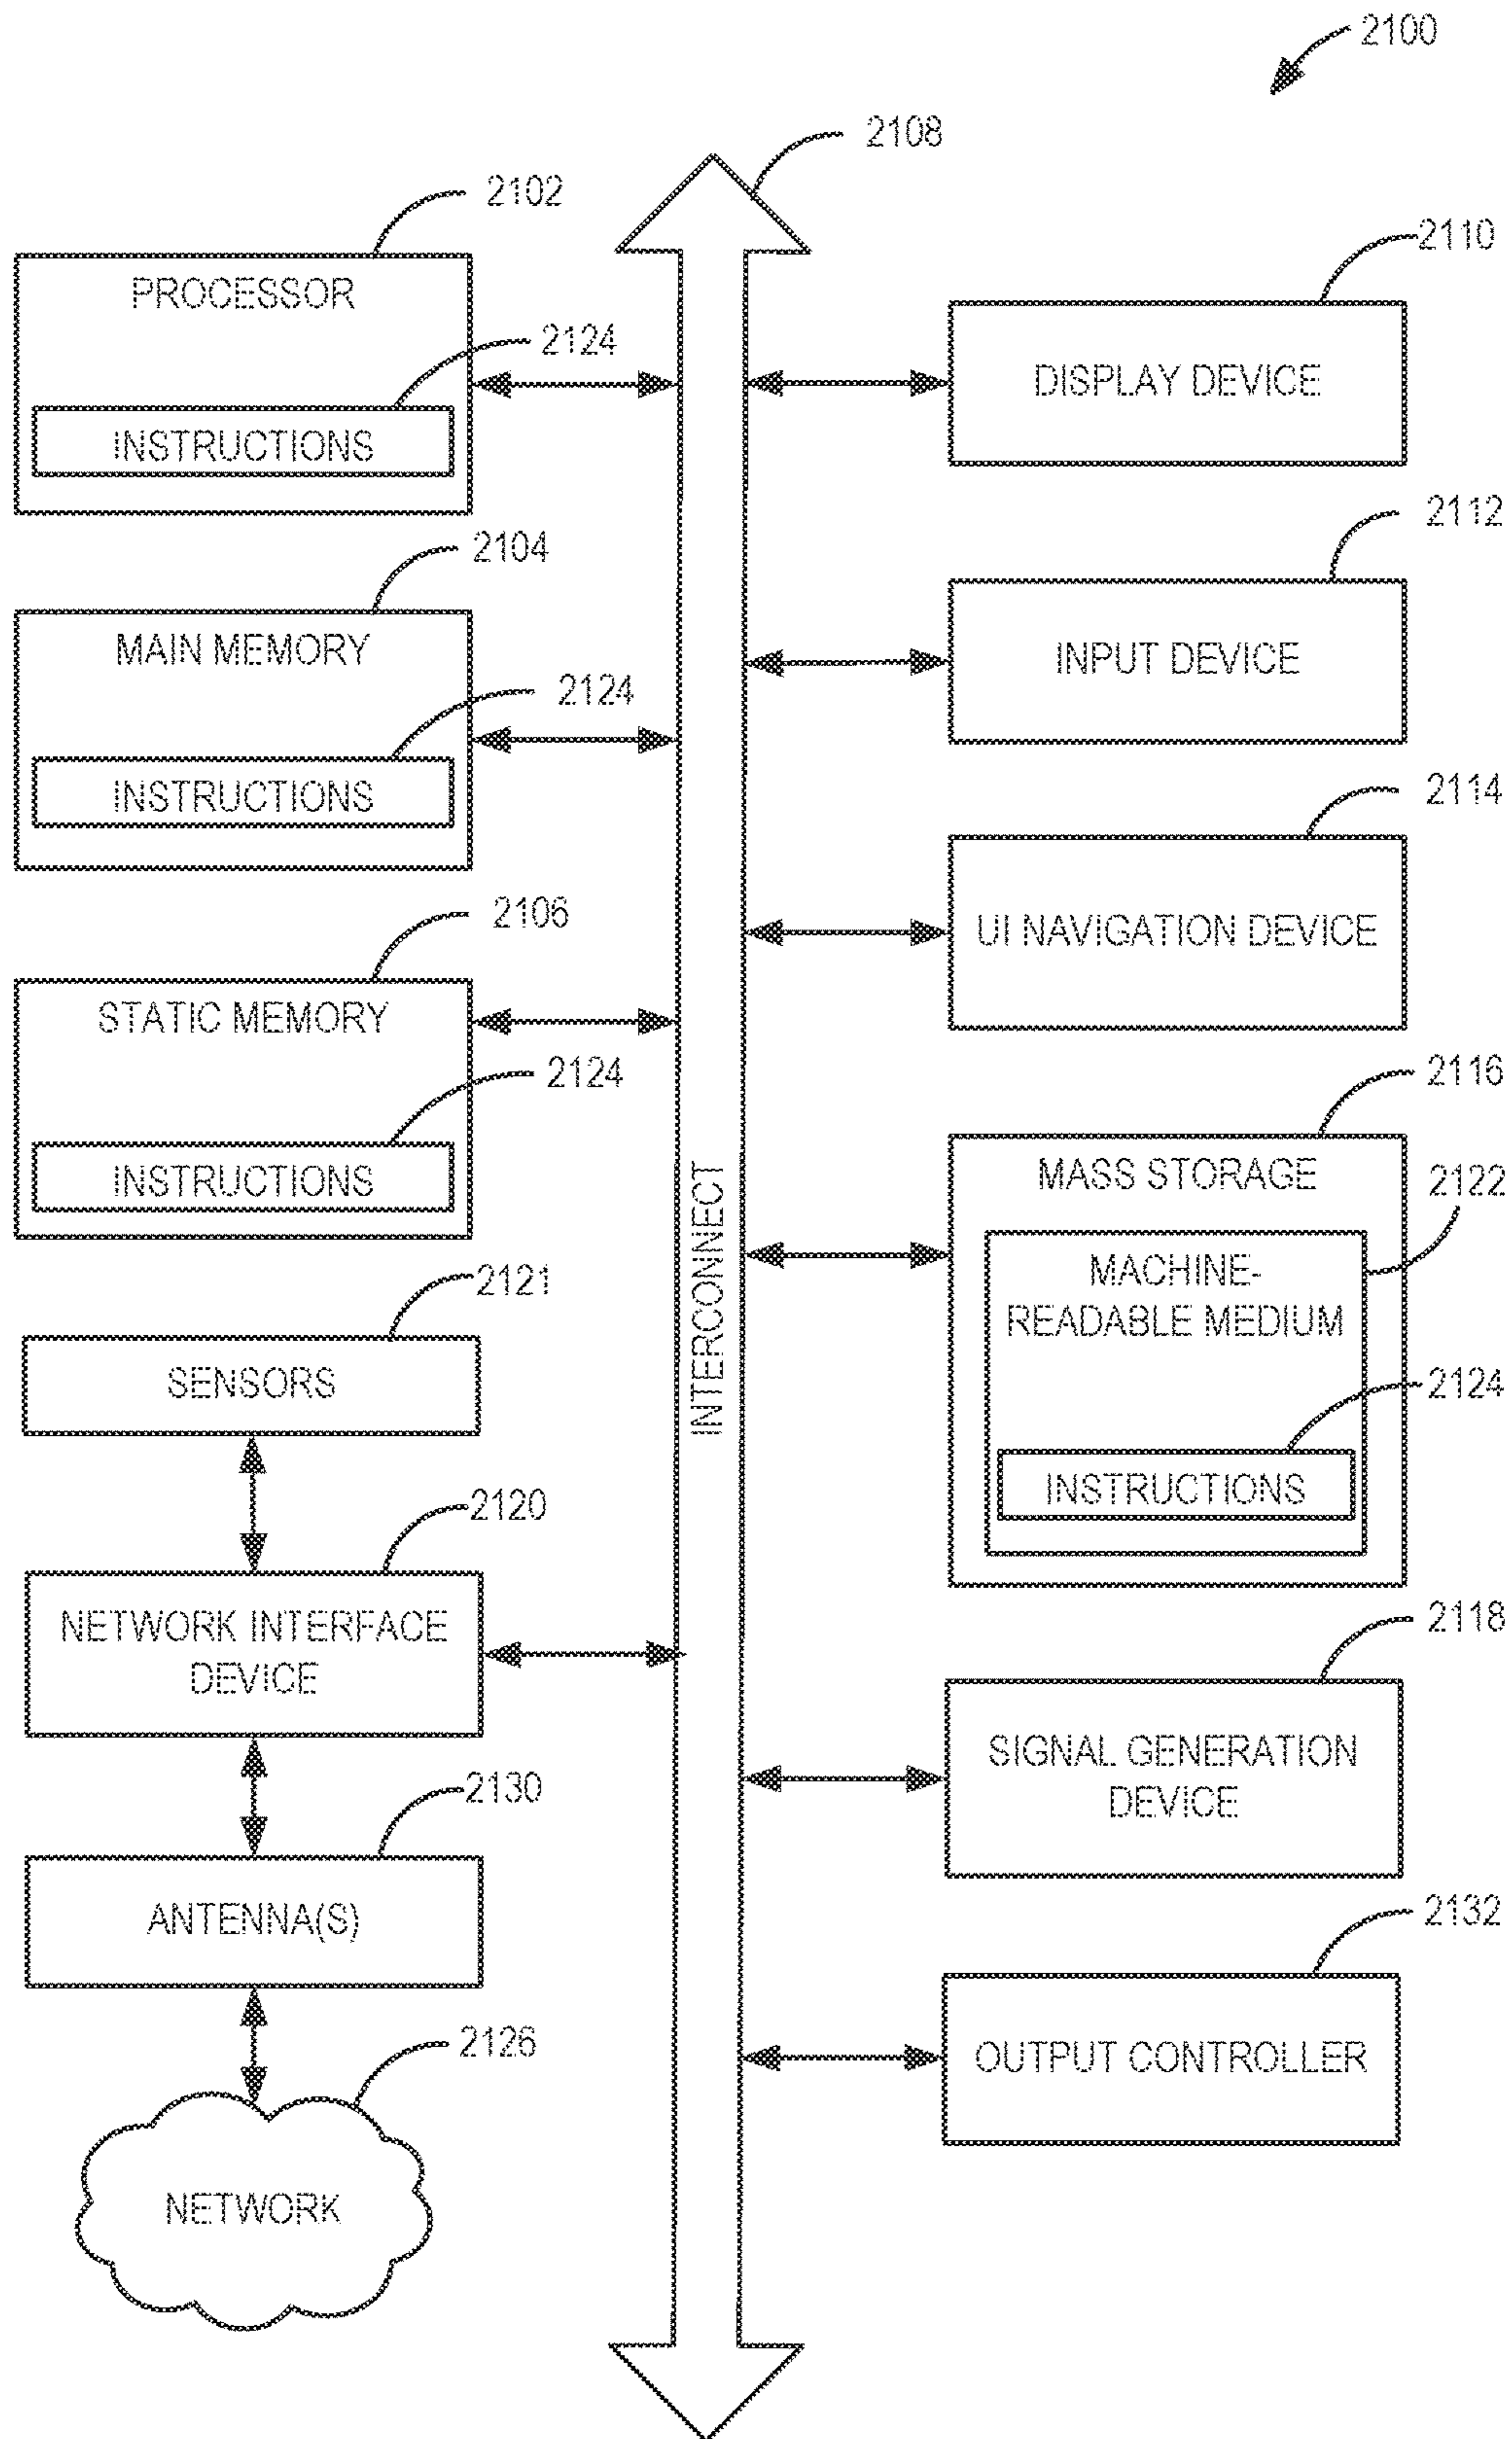 2100
2108
2102
PROCESSOR
2124
INSTRUCTIONS
2104
MAIN MEMORY
2124
INSTRUCTIONS
2106
STATIC MEMORY
2124
INSTRUCTIONS
2121
SENSORS
2120
NETWORK INTERFACE
DEVICE
2130
ANTENNA(S)
2126
NETWORK
INTERCONNECT
2110
DISPLAY DEVICE
2112
INPUT DEVICE
2114
UI NAVIGATION DEVICE
2116
MASS STORAGE
2122
MACHINE-
READABLE MEDIUM
2124
INSTRUCTIONS
2118
SIGNAL GENERATION
DEVICE
2132
OUTPUT CONTROLLER